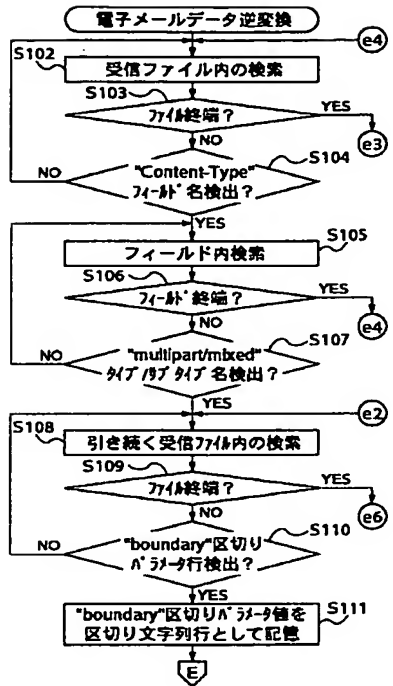 電子メールデータ逆変換
e4
S102
受信ファイル内の検索
S103
ファイル終端?
YES
e3
NO
S104
NO
"Content-Type"
フィールド名検出?
YES
S105
フィールド内検索
S106
フィールド終端?
YES
e4
NO
S107
NO
"multipart/mixed"
タイプ/サブタイプ名検出?
YES
e2
S108
引き続く受信ファイル内の検索
S109
ファイル終端?
YES
e6
NO
S110
NO
"boundary"区切り
パラメータ行検出?
YES
S111
"boundary"区切りパラメータ値を
区切り文字列行として記憶
E